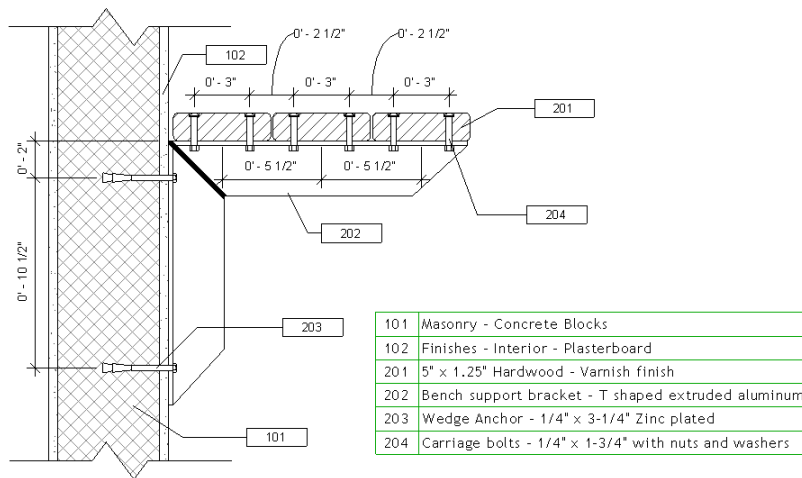 0' - 2 1/2"
0' - 2 1/2"
102
0' - 3"
0' - 3"
0' - 3"
201
0' - 2"
0' - 5 1/2"
0' - 5 1/2"
204
202
0' - 10 1/2"
203
101
101 Masonry - Concrete Blocks
102 Finishes - Interior - Plasterboard
201 5" x 1.25" Hardwood - Varnish finish
202 Bench support bracket - T shaped extruded aluminum
203 Wedge Anchor - 1/4" x 3-1/4" Zinc plated
204 Carriage bolts - 1/4" x 1-3/4" with nuts and washers